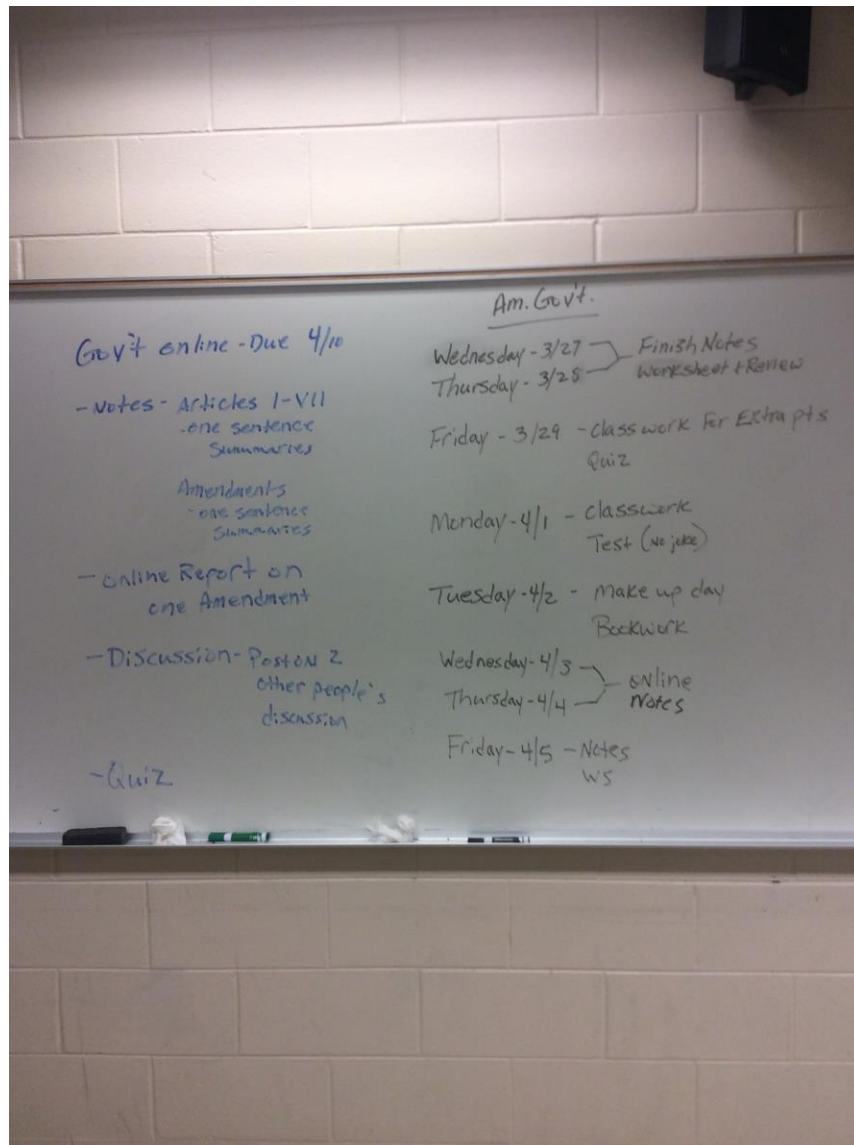 Gov't online - Due 4/10
- Notes - Articles I-VII
- one sentence
Summaries
Amendments
- one sentence
Summaries
- online Report on
one Amendment
- Discussion - Post on 2
other people's
discussion
- Quiz
Am. Gov't.
Wednesday - 3/27
Thursday - 3/28
Finish Notes
Worksheet + Review
Friday - 3/29 - Classwork For Extra pts
Quiz
Monday - 4/1 - Classwork
Test (No joke)
Tuesday - 4/2 - Make up day
Bookwork
Wednesday - 4/3
Thursday - 4/4
online
Notes
Friday - 4/5 - Notes
WS